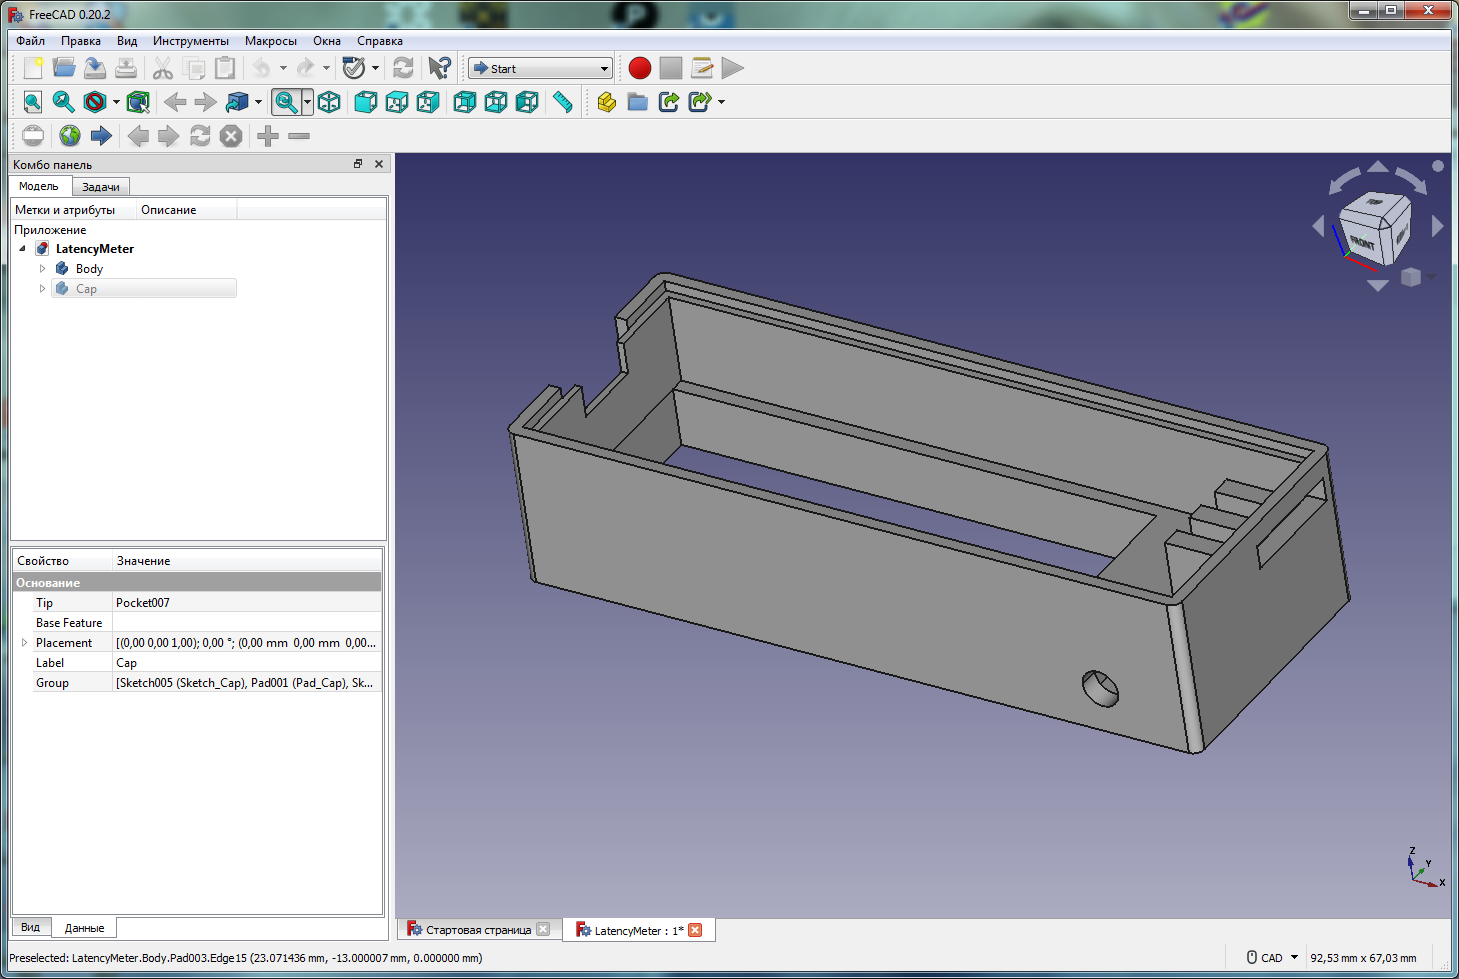 FreeCAD 0.20.2
Файл Правка Вид Инструменты Макросы Окна Справка
Start
Комбо панель
Модель Задачи
Метки и атрибуты Описание
Приложение
LatencyMeter
Body
Cap
Свойство Значение
Основание
Tip Pocket007
Base Feature
Placement [(0,00 0,00 1,00); 0,00 °; (0,00 mm 0,00 mm 0,00...
Label Cap
Group [Sketch005 (Sketch_Cap), Pad001 (Pad_Cap), Sk...
Вид Данные
FRONT
Z
Y
X
Стартовая страница LatencyMeter : 1*
Preselected: LatencyMeter.Body.Pad003.Edge15 (23.071436 mm, -13.000007 mm, 0.000000 mm) CAD 92,53 mm x 67,03 mm